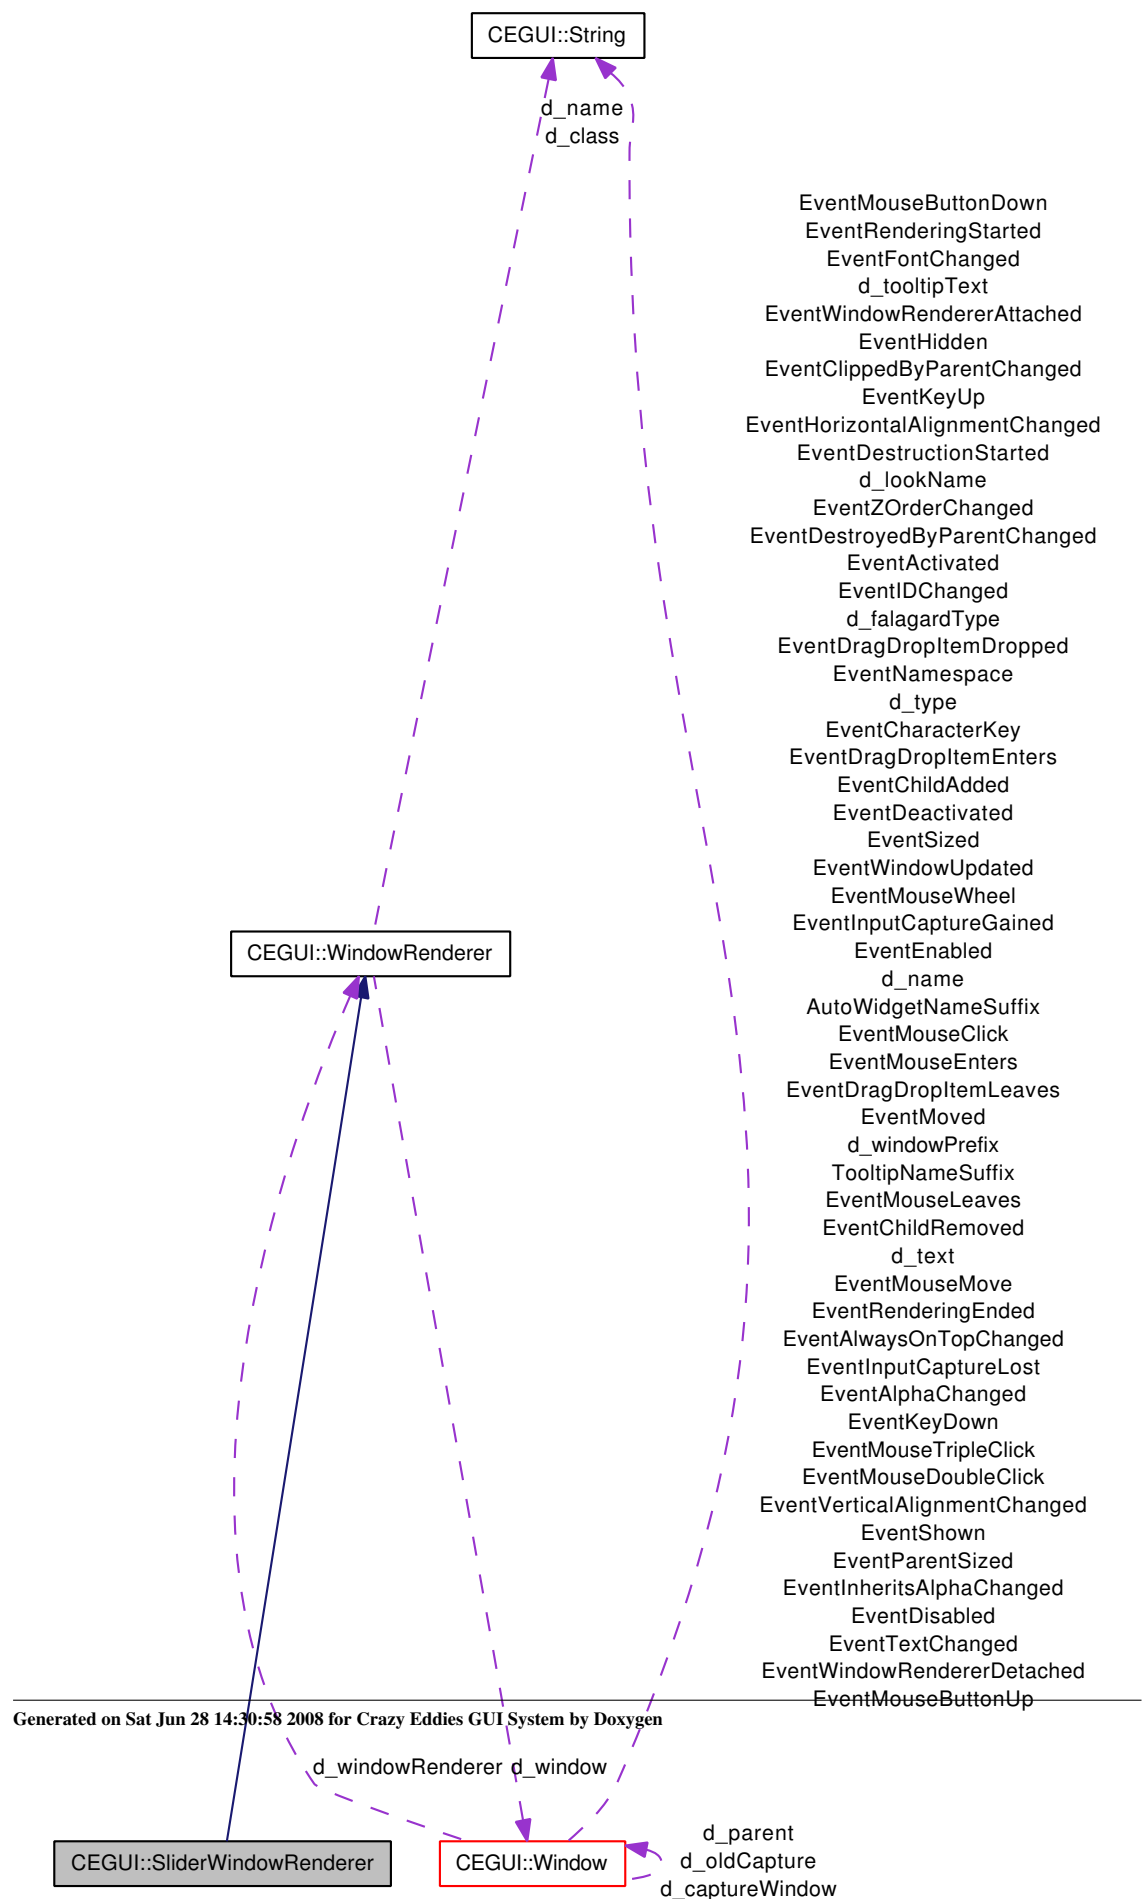 CEGUI::String
d_name
d_class
EventMouseButtonDown
EventRenderingStarted
EventFontChanged
d_tooltipText
EventWindowRendererAttached
EventHidden
EventClippedByParentChanged
EventKeyUp
EventHorizontalAlignmentChanged
EventDestructionStarted
d_lookName
EventZOrderChanged
EventDestroyedByParentChanged
EventActivated
EventIDChanged
d_falagardType
EventDragDropItemDropped
EventNamespace
d_type
EventCharacterKey
EventDragDropItemEnters
EventChildAdded
EventDeactivated
EventSized
EventWindowUpdated
EventMouseWheel
EventInputCaptureGained
EventEnabled
d_name
AutoWidgetNameSuffix
EventMouseClick
EventMouseEnters
EventDragDropItemLeaves
EventMoved
d_windowPrefix
TooltipNameSuffix
EventMouseLeaves
EventChildRemoved
d_text
EventMouseMove
EventRenderingEnded
EventAlwaysOnTopChanged
EventInputCaptureLost
EventAlphaChanged
EventKeyDown
EventMouseTripleClick
EventMouseDoubleClick
EventVerticalAlignmentChanged
EventShown
EventParentSized
EventInheritsAlphaChanged
EventDisabled
EventTextChanged
EventWindowRendererDetached
EventMouseButtonUp
CEGUI::WindowRenderer
Generated on Sat Jun 28 14:30:58 2008 for Crazy Eddies GUI System by Doxygen
d_windowRenderer
d_window
CEGUI::SliderWindowRenderer
CEGUI::Window
d_parent
d_oldCapture
d_captureWindow